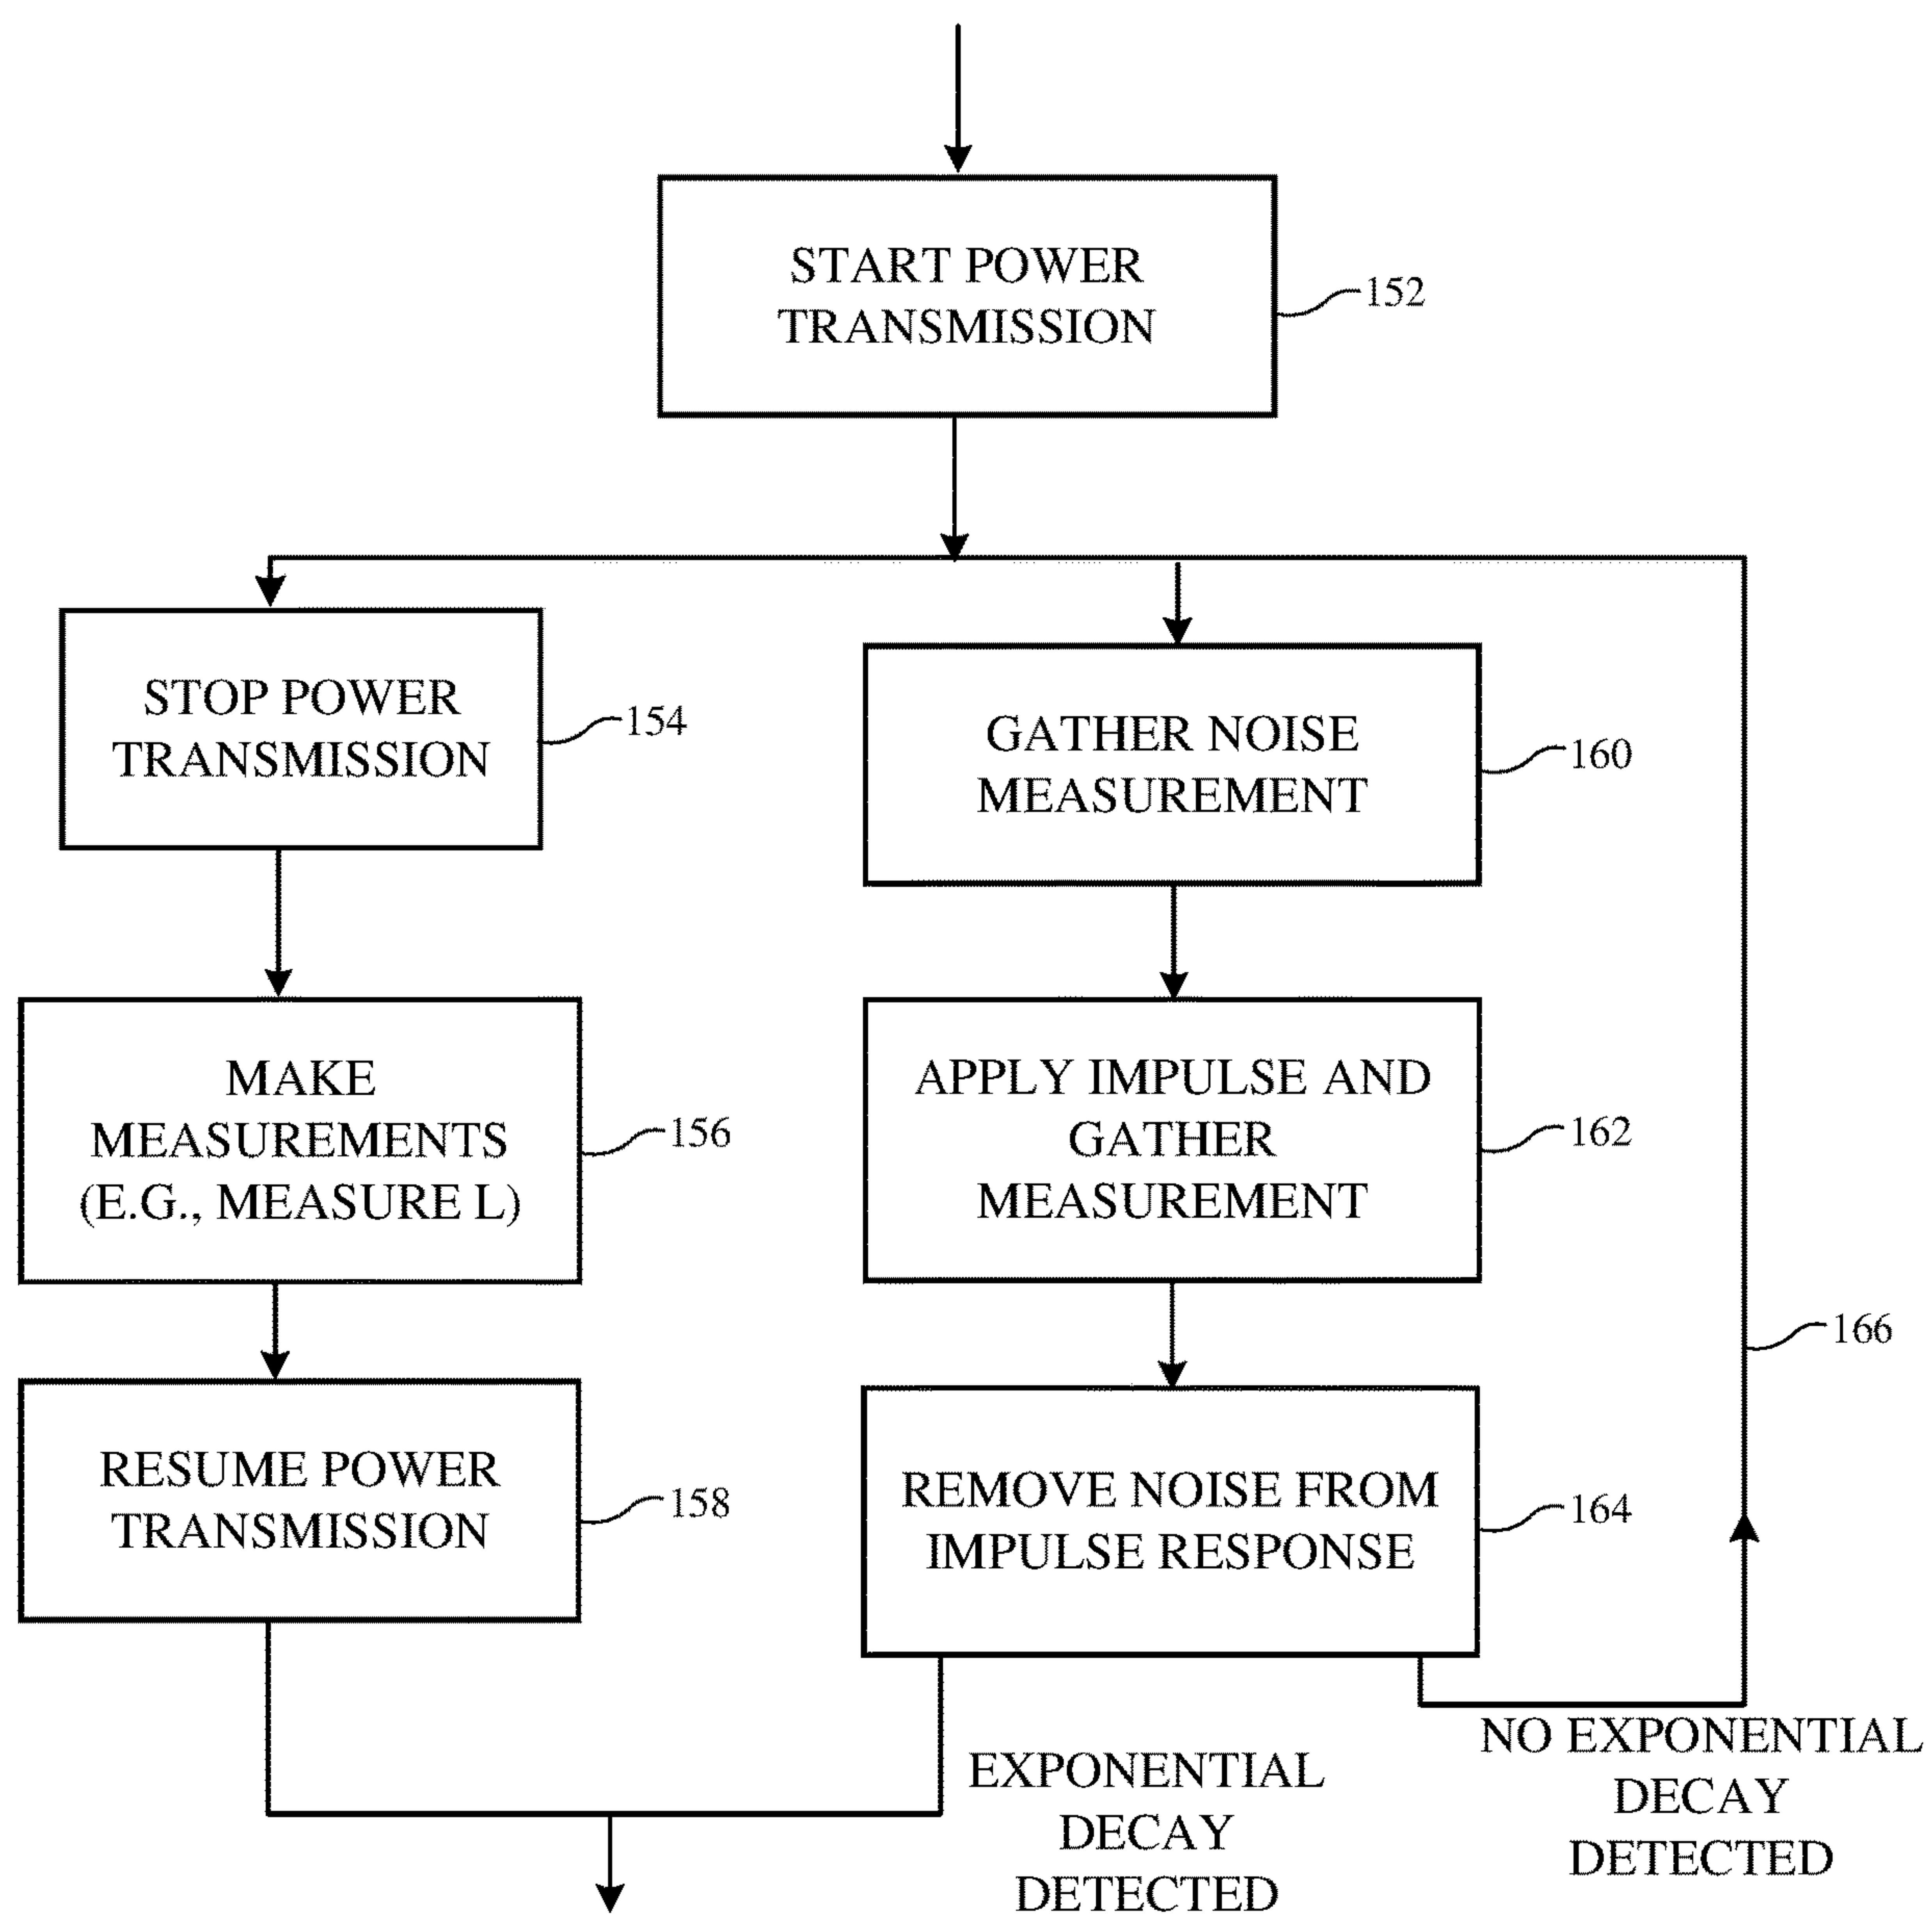 START POWER
TRANSMISSION
152
STOP POWER
TRANSMISSION
154
GATHER NOISE
MEASUREMENT
160
MAKE
MEASUREMENTS
(E.G., MEASURE L)
156
APPLY IMPULSE AND
GATHER
MEASUREMENT
162
166
RESUME POWER
TRANSMISSION
158
REMOVE NOISE FROM
IMPULSE RESPONSE
164
EXPONENTIAL
DECAY
DETECTED
NO EXPONENTIAL
DECAY
DETECTED